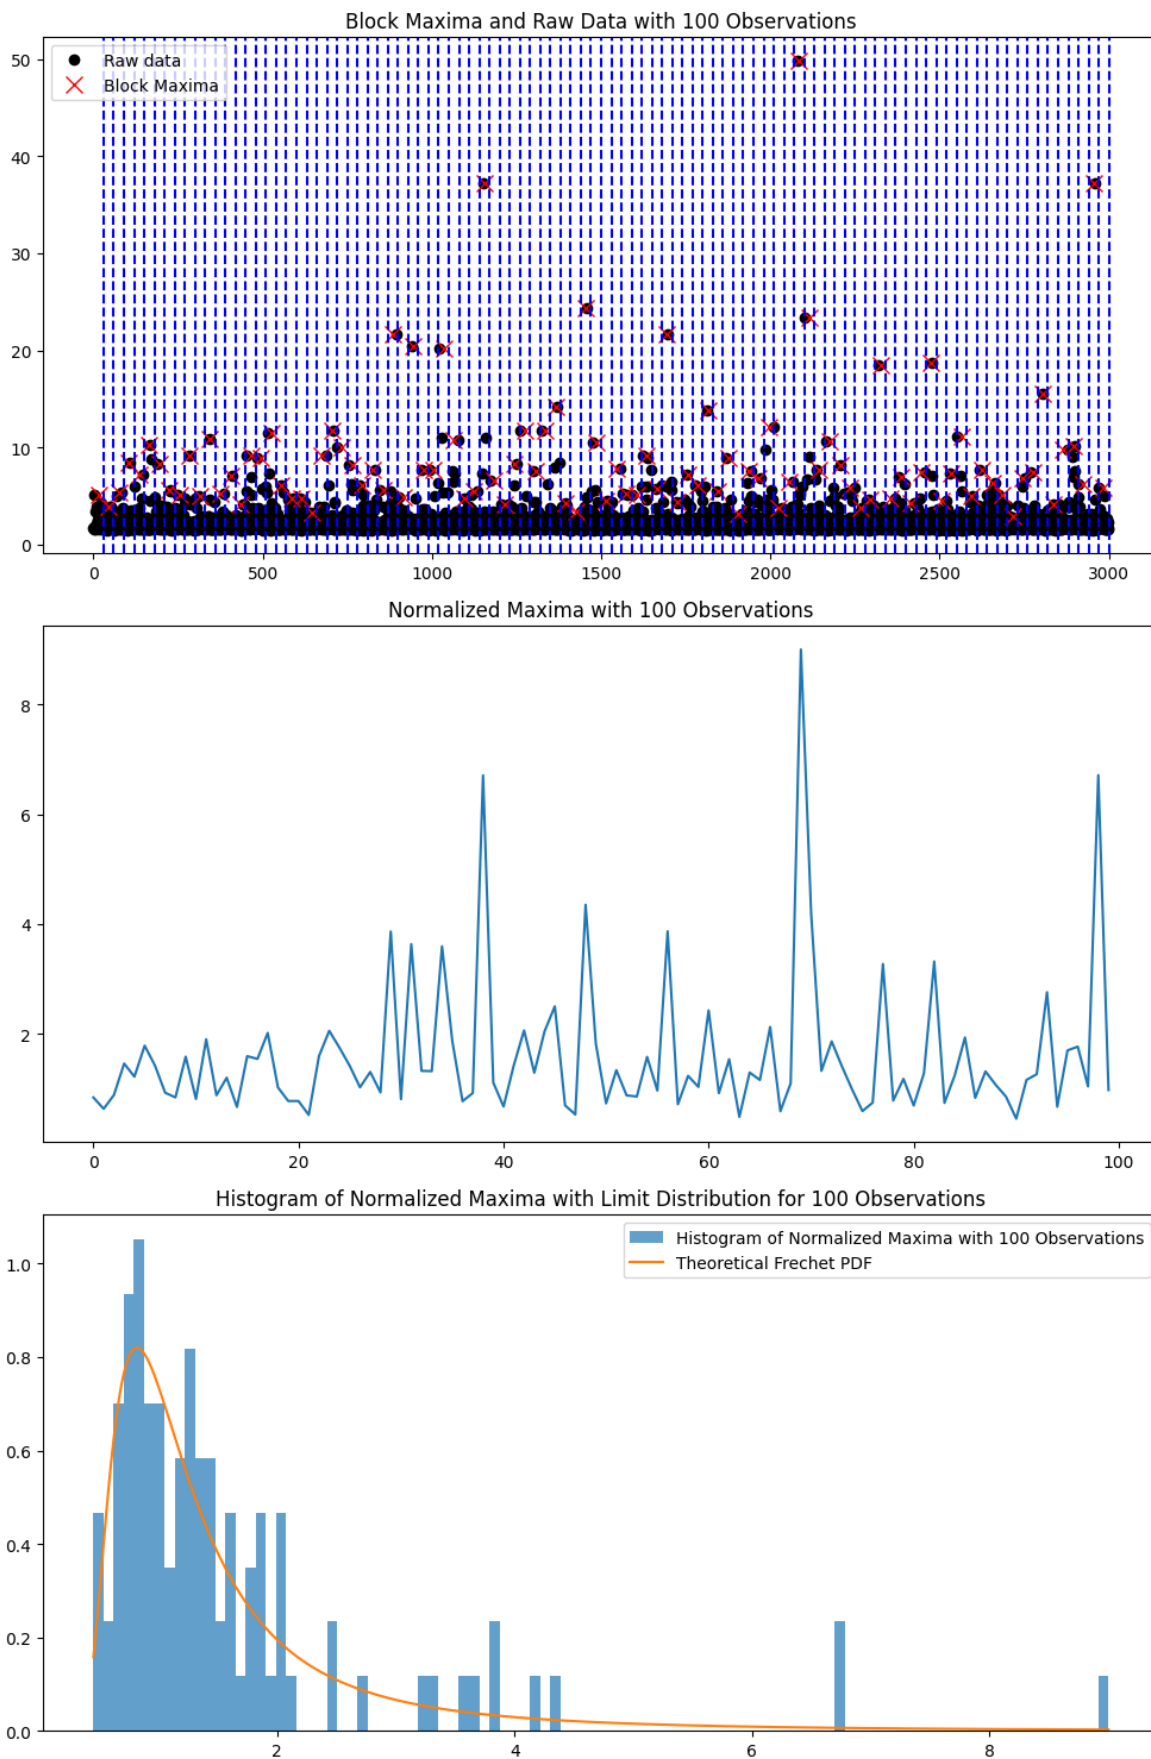 Block Maxima and Raw Data with 100 Observations
Raw data
Block Maxima
50
40
30
20
10
0
0 500 1000 1500 2000 2500 3000
Normalized Maxima with 100 Observations
8
6
4
2
0 20 40 60 80 100
Histogram of Normalized Maxima with Limit Distribution for 100 Observations
Histogram of Normalized Maxima with 100 Observations
Theoretical Frechet PDF
1.0
0.8
0.6
0.4
0.2
0.0
2 4 6 8